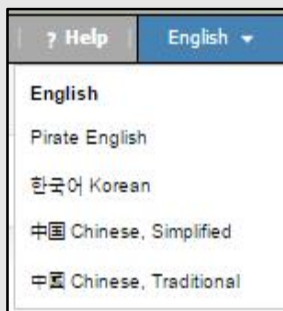 ? Help
English
English
Pirate English
한국어 Korean
中国 Chinese, Simplified
中國 Chinese, Traditional